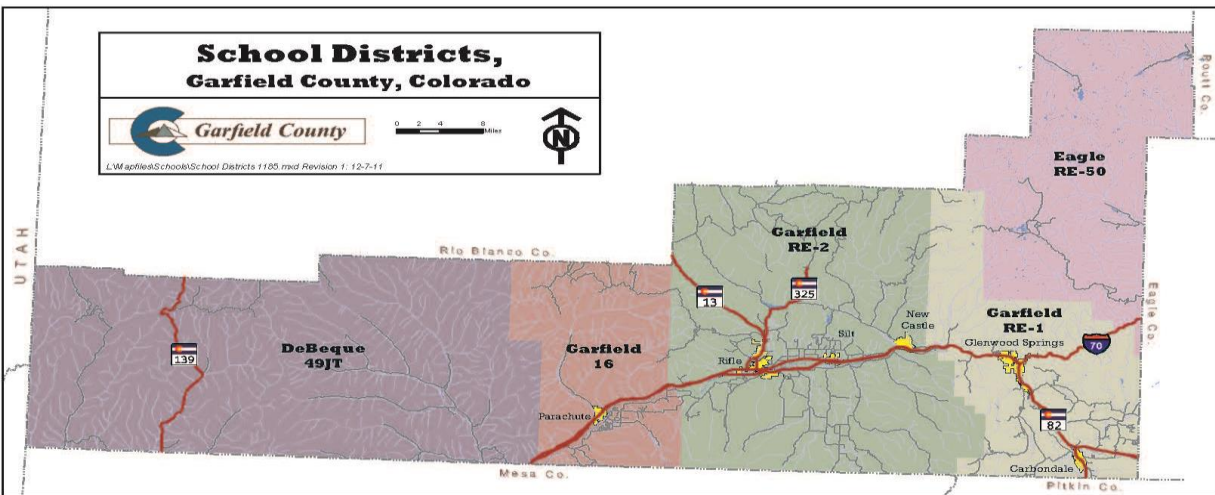 School Districts,
Garfield County, Colorado
Garfield County
0 2 4 8
Miles
N
L:\Mapfiles\Schools\School Districts 1185.mxd Revision 1: 12-7-11
UTAH
Rio Blanco Co.
Routt Co.
Eagle Co.
Mesa Co.
Pitkin Co.
Eagle
RE-50
Garfield
RE-2
13
325
New
Castle
Silt
Rifle
Garfield
RE-1
Glenwood Springs
70
139
DeBeque
49JT
Garfield
16
Parachute
82
Carbondale